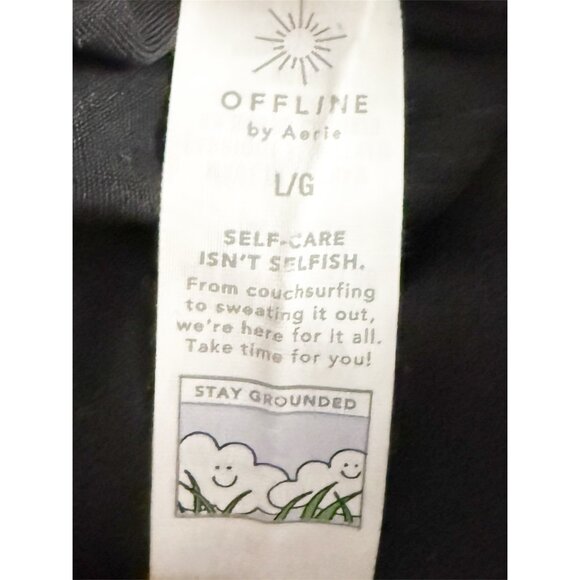 OFFLINE
by Aerie
L/G
SELF-CARE
ISN'T SELFISH.
From couchsurfing
to sweating it out,
we're here for it all.
Take time for you!
STAY GROUNDED